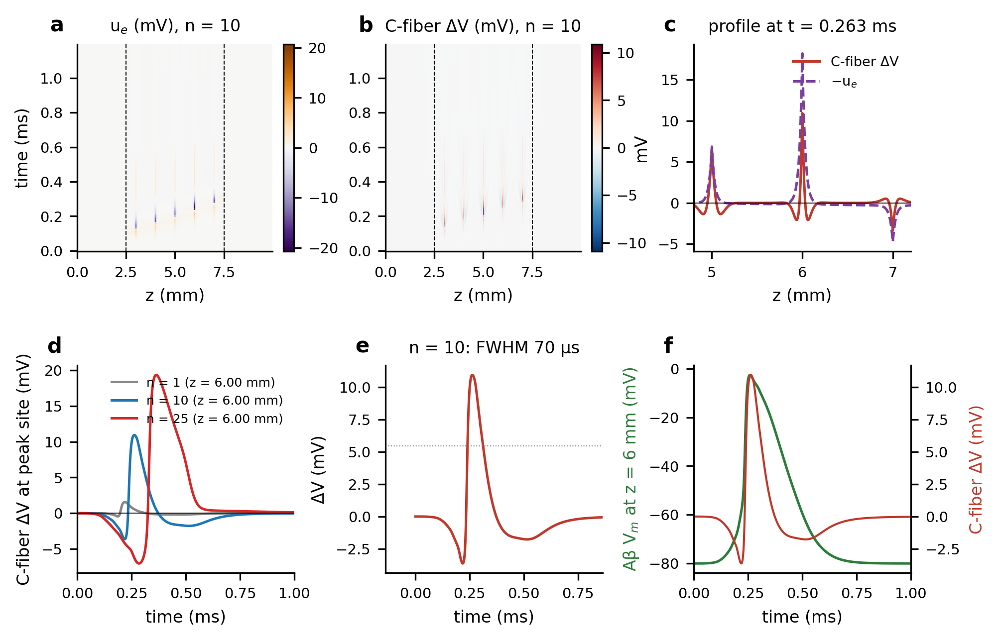 a
uₑ (mV), n = 10
b
C-fiber ΔV (mV), n = 10
c
profile at t = 0.263 ms
time (ms)
1.0
0.8
0.6
0.4
0.2
0.0
0.0 2.5 5.0 7.5
z (mm)
20
10
0
−10
−20
1.0
0.8
0.6
0.4
0.2
0.0
0.0 2.5 5.0 7.5
z (mm)
10
5
0
−5
−10
mV
15
10
5
0
−5
C-fiber ΔV
−uₑ
5 6 7
z (mm)
d
C-fiber ΔV at peak site (mV)
20
15
10
5
0
−5
n = 1 (z = 6.00 mm)
n = 10 (z = 6.00 mm)
n = 25 (z = 6.00 mm)
0.00 0.25 0.50 0.75 1.00
time (ms)
e
n = 10: FWHM 70 µs
ΔV (mV)
10.0
7.5
5.0
2.5
0.0
−2.5
0.00 0.25 0.50 0.75
time (ms)
f
Aβ Vₘ at z = 6 mm (mV)
0
−20
−40
−60
−80
10.0
7.5
5.0
2.5
0.0
−2.5
C-fiber ΔV (mV)
0.00 0.25 0.50 0.75 1.00
time (ms)